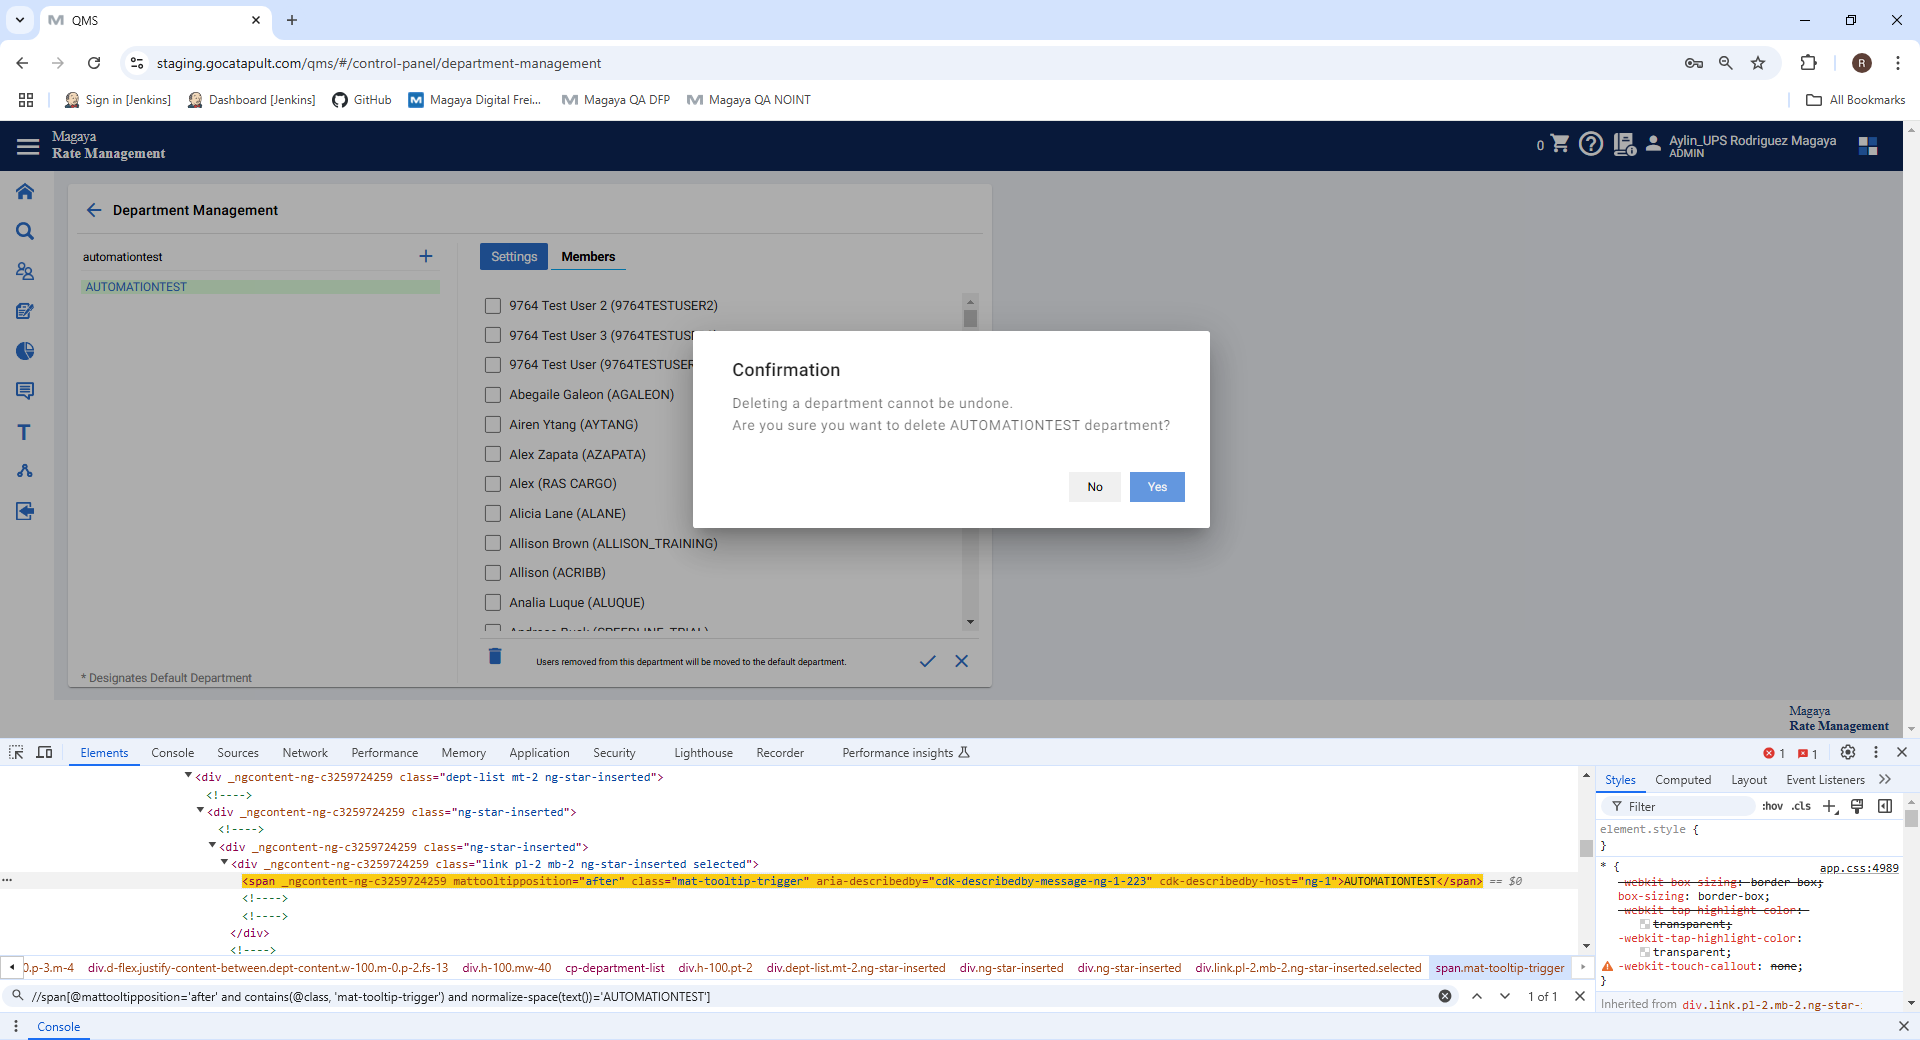 QMS
staging.gocatapult.com/qms/#/control-panel/department-management
R
Sign in [Jenkins]
Dashboard [Jenkins]
GitHub
Magaya Digital Frei...
Magaya QA DFP
Magaya QA NOINT
All Bookmarks
Magaya
Rate Management
0
Aylin_UPS Rodriguez Magaya
ADMIN
Department Management
automationtest
AUTOMATIONTEST
* Designates Default Department
Settings
Members
9764 Test User 2 (9764TESTUSER2)
9764 Test User 3 (9764TESTUS
9764 Test User (9764TESTUSER
Abegaile Galeon (AGALEON)
Airen Ytang (AYTANG)
Alex Zapata (AZAPATA)
Alex (RAS CARGO)
Alicia Lane (ALANE)
Allison Brown (ALLISON_TRAINING)
Allison (ACRIBB)
Analia Luque (ALUQUE)
Users removed from this department will be moved to the default department.
Confirmation
Deleting a department cannot be undone.
Are you sure you want to delete AUTOMATIONTEST department?
No
Yes
Magaya
Rate Management
Elements
Console
Sources
Network
Performance
Memory
Application
Security
Lighthouse
Recorder
Performance insights
1
1
<div _ngcontent-ng-c3259724259 class="dept-list mt-2 ng-star-inserted">
<!---->
<div _ngcontent-ng-c3259724259 class="ng-star-inserted">
<!---->
<div _ngcontent-ng-c3259724259 class="ng-star-inserted">
<div _ngcontent-ng-c3259724259 class="link pl-2 mb-2 ng-star-inserted selected">
<span _ngcontent-ng-c3259724259 mattooltipposition="after" class="mat-tooltip-trigger" aria-describedby="cdk-describedby-message-ng-1-223" cdk-describedby-host="ng-1">AUTOMATIONTEST</span> == $0
<!---->
<!---->
</div>
<!---->
0.p-3.m-4
div.d-flex.justify-content-between.dept-content.w-100.m-0.p-2.fs-13
div.h-100.mw-40
cp-department-list
div.h-100.pt-2
div.dept-list.mt-2.ng-star-inserted
div.ng-star-inserted
div.ng-star-inserted
div.link.pl-2.mb-2.ng-star-inserted.selected
span.mat-tooltip-trigger
//span[@mattooltipposition='after' and contains(@class, 'mat-tooltip-trigger') and normalize-space(text())='AUTOMATIONTEST']
1 of 1
Styles
Computed
Layout
Event Listeners
Filter
:hov
.cls
element.style {
}
* {
app.css:4989
-webkit-box-sizing: border-box;
box-sizing: border-box;
-webkit-tap-highlight-color:
transparent;
-webkit-tap-highlight-color:
transparent;
-webkit-touch-callout: none;
}
Inherited from div.link.pl-2.mb-2.ng-star-
Console